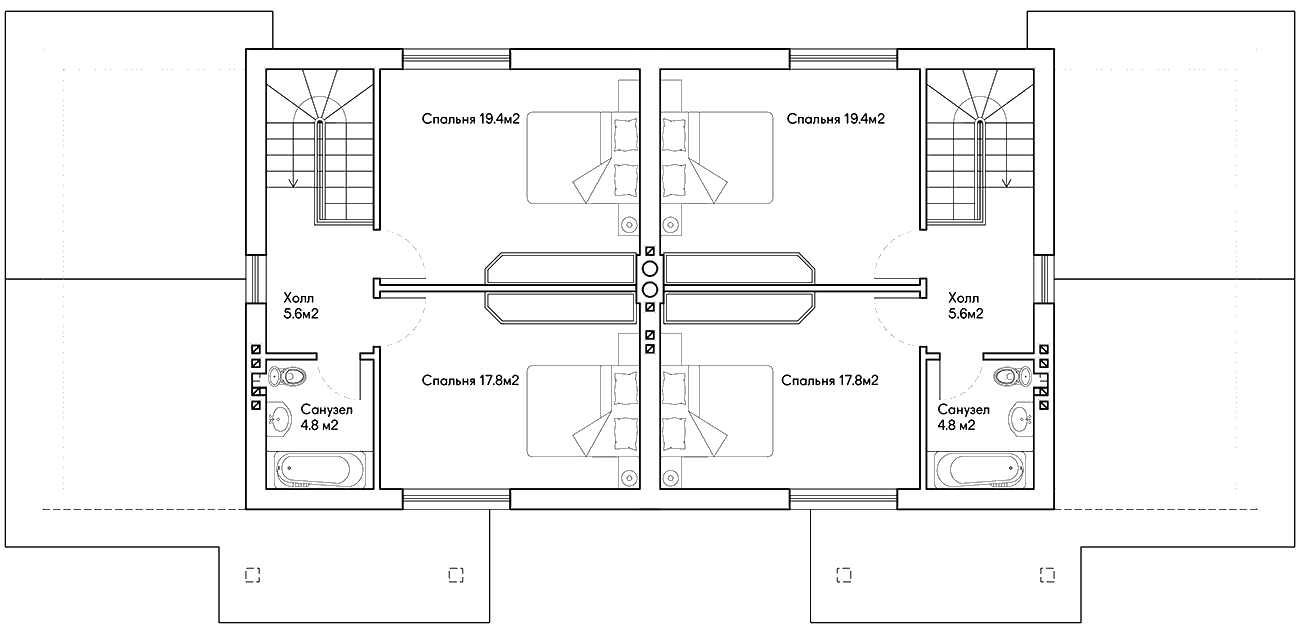 Спальня 19.4м2
Спальня 19.4м2
Холл
5.6м2
Холл
5.6м2
Спальня 17.8м2
Спальня 17.8м2
Санузел
4.8 м2
Санузел
4.8 м2